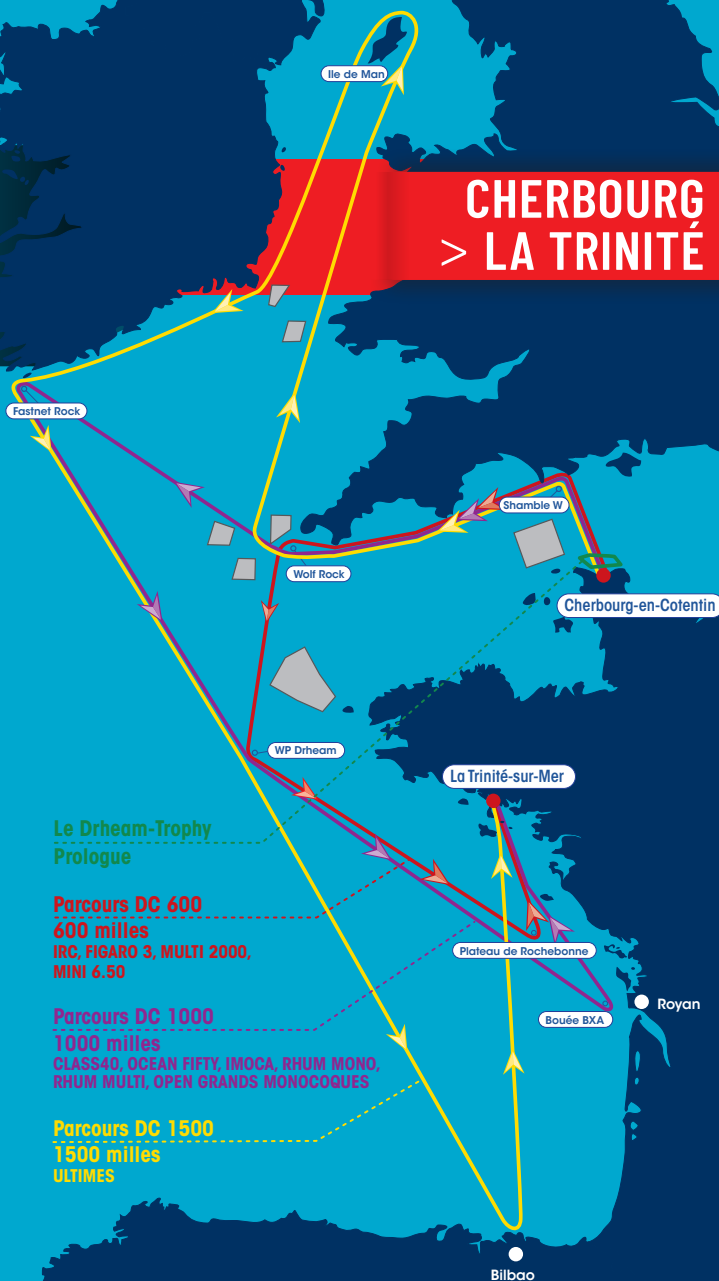 Ile de Man
CHERBOURG
> LA TRINITÉ
Fastnet Rock
Shamble W
Wolf Rock
Cherbourg-en-Cotentin
WP Drheam
La Trinité-sur-Mer
Le Drheam-Trophy
Prologue
Parcours DC 600
600 milles
IRC, FIGARO 3, MULTI 2000,
MINI 6.50
Plateau de Rochebonne
Royan
Bouée BXA
Parcours DC 1000
1000 milles
CLASS40, OCEAN FIFTY, IMOCA, RHUM MONO,
RHUM MULTI, OPEN GRANDS MONOCOQUES
Parcours DC 1500
1500 milles
ULTIMES
Bilbao